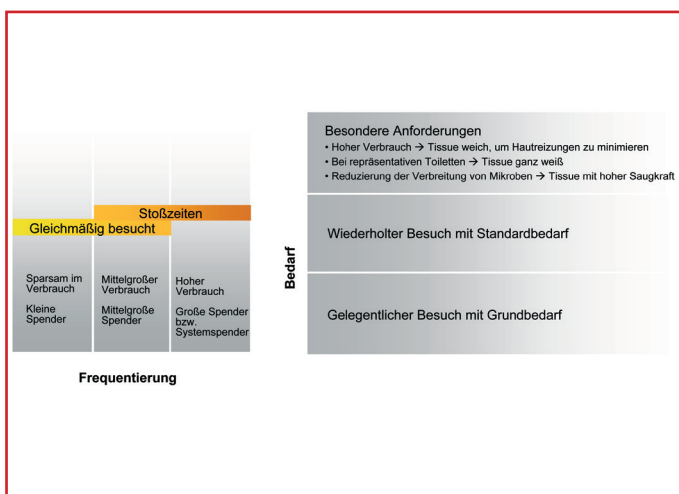 Stoßzeiten
Gleichmäßig besucht
Sparsam im
Verbrauch
Kleine
Spender
Mittelgroßer
Verbrauch
Mittelgroße
Spender
Hoher
Verbrauch
Große Spender
bzw.
Systemspender
Frequentierung
Bedarf
Besondere Anforderungen
• Hoher Verbrauch → Tissue weich, um Hautreizungen zu minimieren
• Bei repräsentativen Toiletten → Tissue ganz weiß
• Reduzierung der Verbreitung von Mikroben → Tissue mit hoher Saugkraft
Wiederholter Besuch mit Standardbedarf
Gelegentlicher Besuch mit Grundbedarf